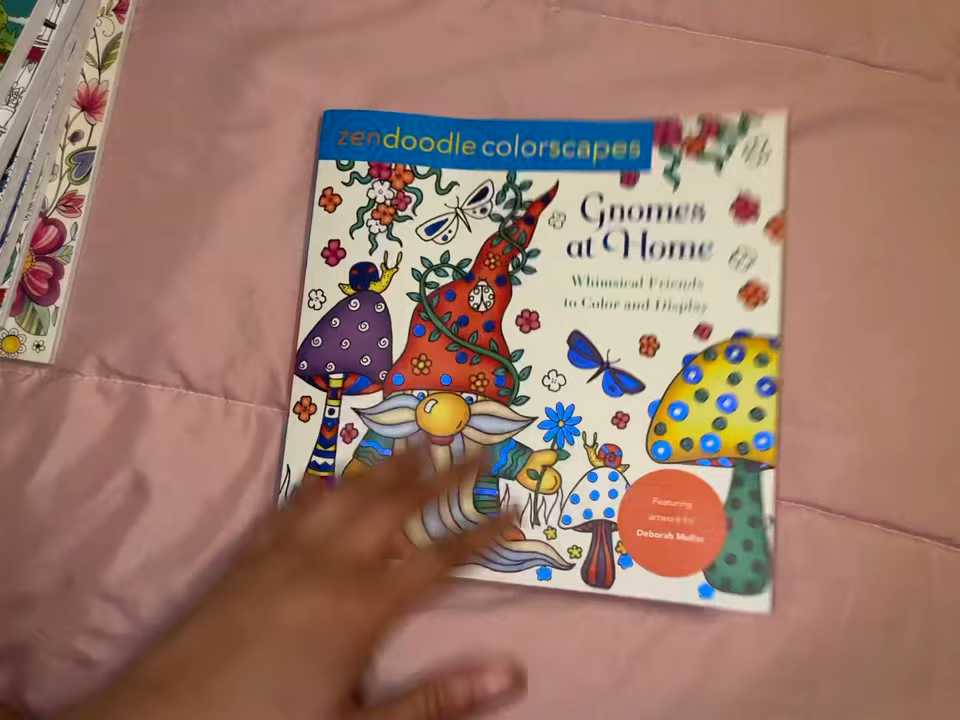 zendoodle colorscapes
Gnomes
at Home
Whimsical Friends
to Color and Display
Featuring
artwork by
Deborah Muller